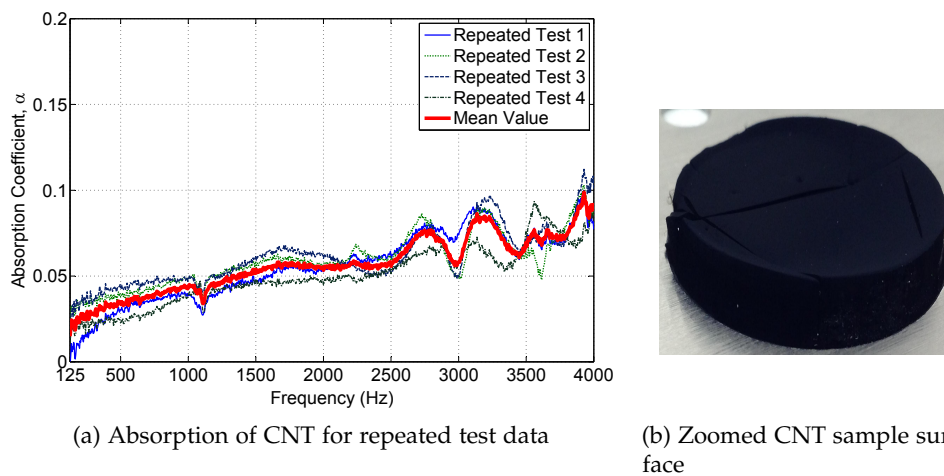 0.2
0.15
0.1
0.05
0
Absorption Coefficient, α
Repeated Test 1
Repeated Test 2
Repeated Test 3
Repeated Test 4
Mean Value
125 500 1000 1500 2000 2500 3000 3500 4000
Frequency (Hz)
(a) Absorption of CNT for repeated test data
(b) Zoomed CNT sample sur
face